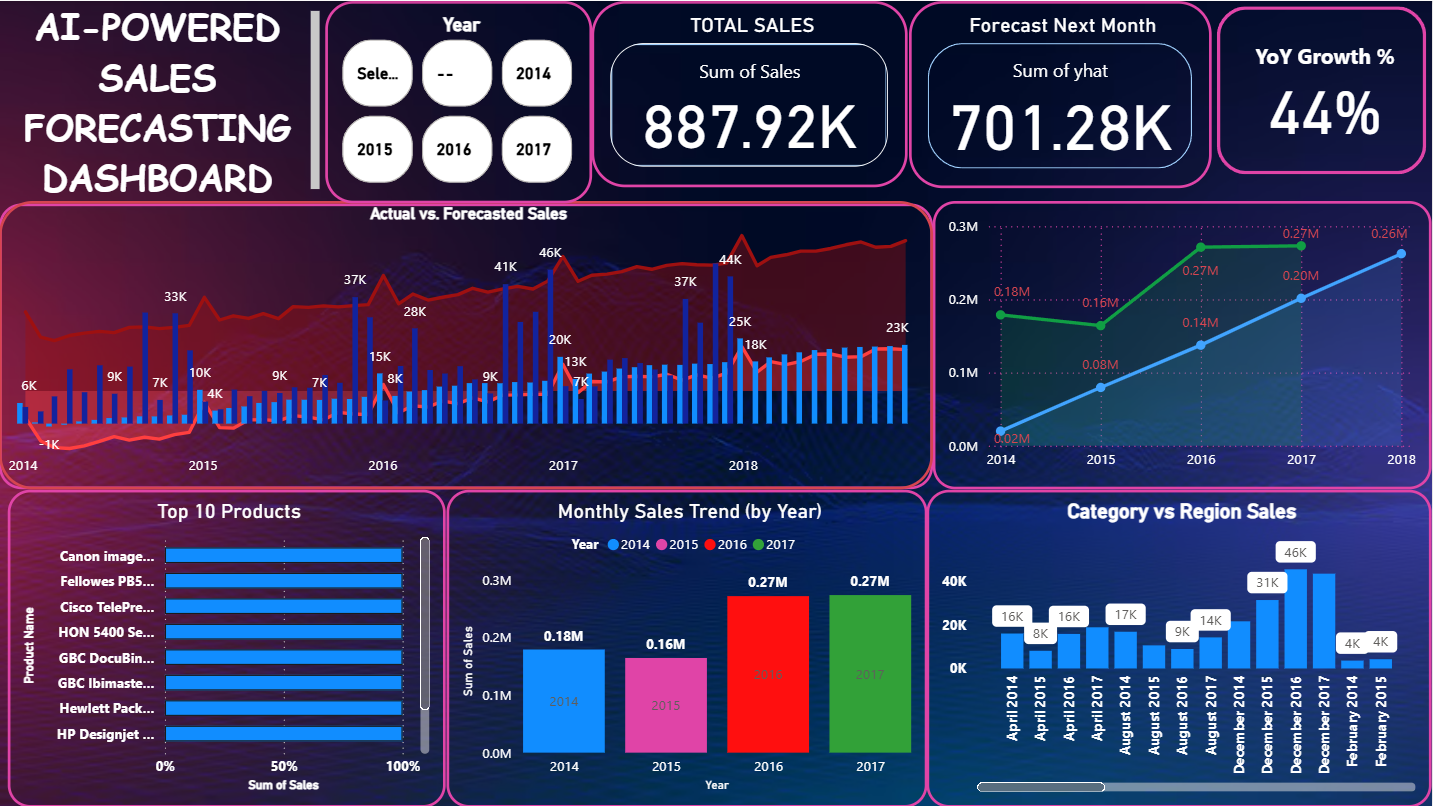 AI-POWERED
SALES
FORECASTING
DASHBOARD
Year
Sele...
--
2014
2015
2016
2017
TOTAL SALES
Sum of Sales
887.92K
Forecast Next Month
Sum of yhat
701.28K
YoY Growth %
44%
Actual vs. Forecasted Sales
6K
-1K
9K
7K
33K
10K
4K
9K
7K
37K
15K
8K
28K
9K
41K
46K
20K
13K
7K
37K
44K
25K
18K
23K
2014
2015
2016
2017
2018
0.3M
0.2M
0.1M
0.0M
0.18M
0.16M
0.27M
0.27M
0.02M
0.08M
0.14M
0.20M
0.26M
2014
2015
2016
2017
2018
Top 10 Products
Product Name
Canon image...
Fellowes PB5...
Cisco TelePre...
HON 5400 Se...
GBC DocuBin...
GBC Ibimaste...
Hewlett Pack...
HP Designjet ...
0%
50%
100%
Sum of Sales
Monthly Sales Trend (by Year)
Year
2014
2015
2016
2017
Sum of Sales
0.3M
0.2M
0.1M
0.0M
0.18M
0.16M
0.27M
0.27M
2014
2015
2016
2017
2014
2015
2016
2017
Year
Category vs Region Sales
40K
20K
0K
16K
8K
16K
17K
9K
14K
31K
46K
4K
4K
April 2014
April 2015
April 2016
April 2017
August 2014
August 2015
August 2016
August 2017
December 2014
December 2015
December 2016
December 2017
February 2014
February 2015